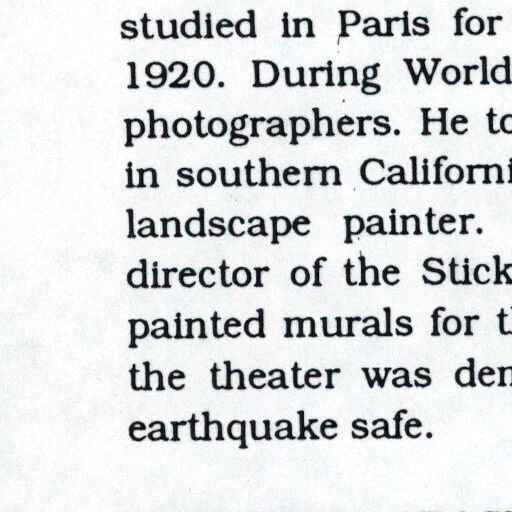 studied in Paris for
1920. During World
photographers. He to
in southern Californi
landscape painter.
director of the Stick
painted murals for t
the theater was dem
earthquake safe.